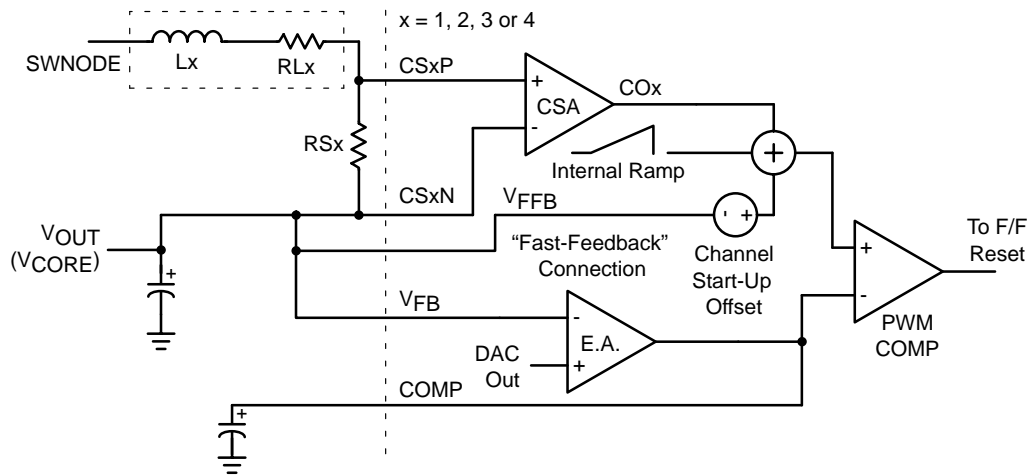 x = 1, 2, 3 or 4
SWNODE
Lx
RLx
CSxP
+
CSA
-
COx
RSx
Internal Ramp
+
CSxN
VFFB
- +
VOUT
(VCORE)
+
“Fast-Feedback”
Connection
Channel
Start-Up
Offset
+
-
To F/F
Reset
PWM
COMP
VFB
-
E.A.
+
DAC
Out
COMP
+